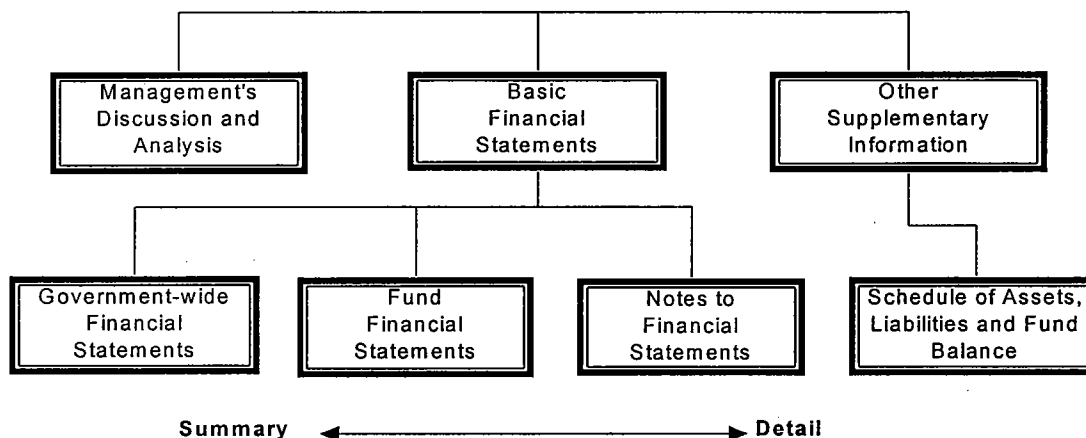 Management's
Discussion and
Analysis
Basic
Financial
Statements
Other
Supplementary
Information
Government-wide
Financial
Statements
Fund
Financial
Statements
Notes to
Financial
Statements
Schedule of Assets,
Liabilities and Fund
Balance
Summary
Detail